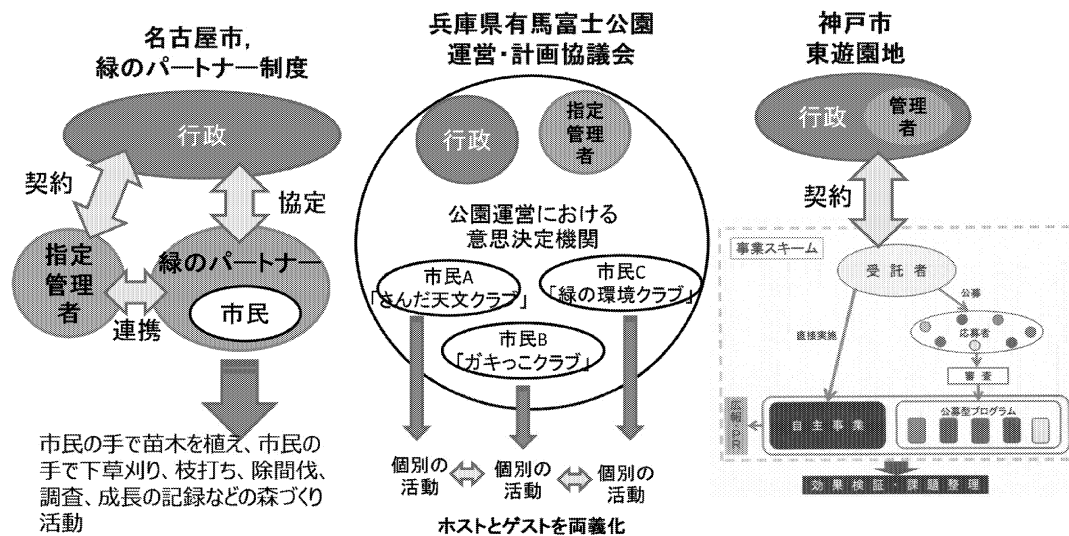 名古屋市，
緑のパートナー制度
行政
契約
協定
指定
管理
者
連携
緑のパートナー
市民
市民の手で苗木を植え、市民の
手で下草刈り、枝打ち、除間伐、
調査、成長の記録などの森づくり
活動
兵庫県有馬富士公園
運営・計画協議会
行政
指定
管理
者
公園運営における
意思決定機関
市民A
「さんだ天文クラブ」
市民C
「緑の環境クラブ」
市民B
「ガキっこクラブ」
個別の
活動
個別の
活動
個別の
活動
ホストとゲストを両義化
神戸市
東遊園地
行政
管理
者
契約
事業スキーム
受託者
公募
応募者
直接実施
審査
広報・PR
自主事業
公募型プログラム
効果検証・課題整理